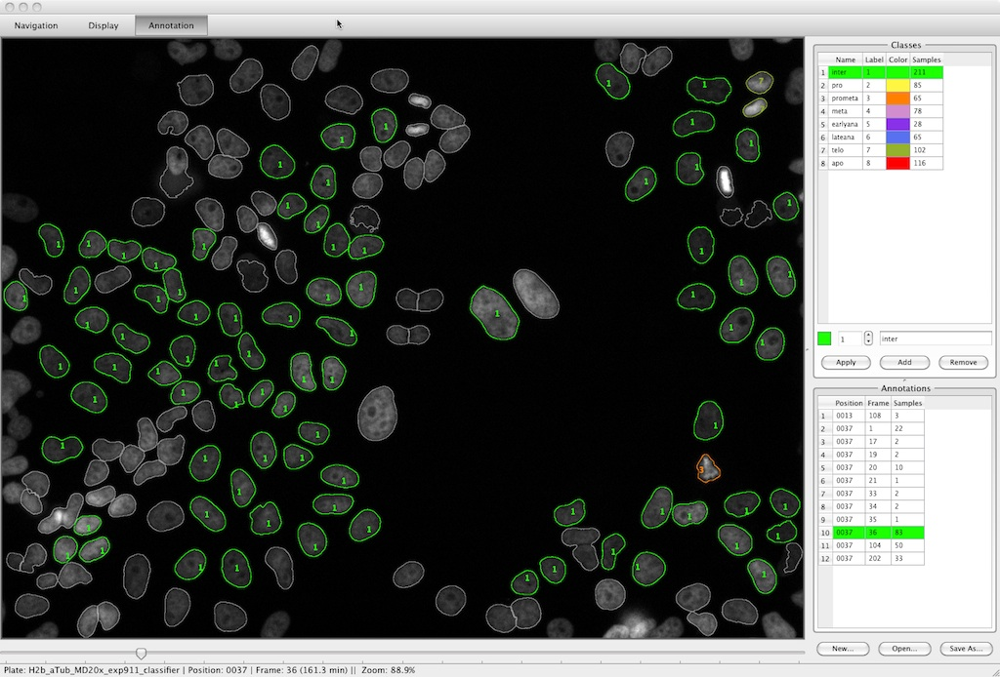 Navigation Display Annotation
Classes
Name Label Color Samples
1 inter 1 211
2 pro 2 85
3 prometa 3 65
4 meta 4 78
5 earlyana 5 28
6 lateana 6 65
7 telo 7 102
8 apo 8 116
1 inter
Apply Add Remove
Annotations
Position Frame Samples
1 0013 108 3
2 0037 1 22
3 0037 17 2
4 0037 19 2
5 0037 20 10
6 0037 21 1
7 0037 33 2
8 0037 34 2
9 0037 35 1
10 0037 36 83
11 0037 104 50
12 0037 202 33
New... Open... Save As...
Plate: H2b_aTub_MD20x_exp911_classifier | Position: 0037 | Frame: 36 (161.3 min) || Zoom: 88.9%